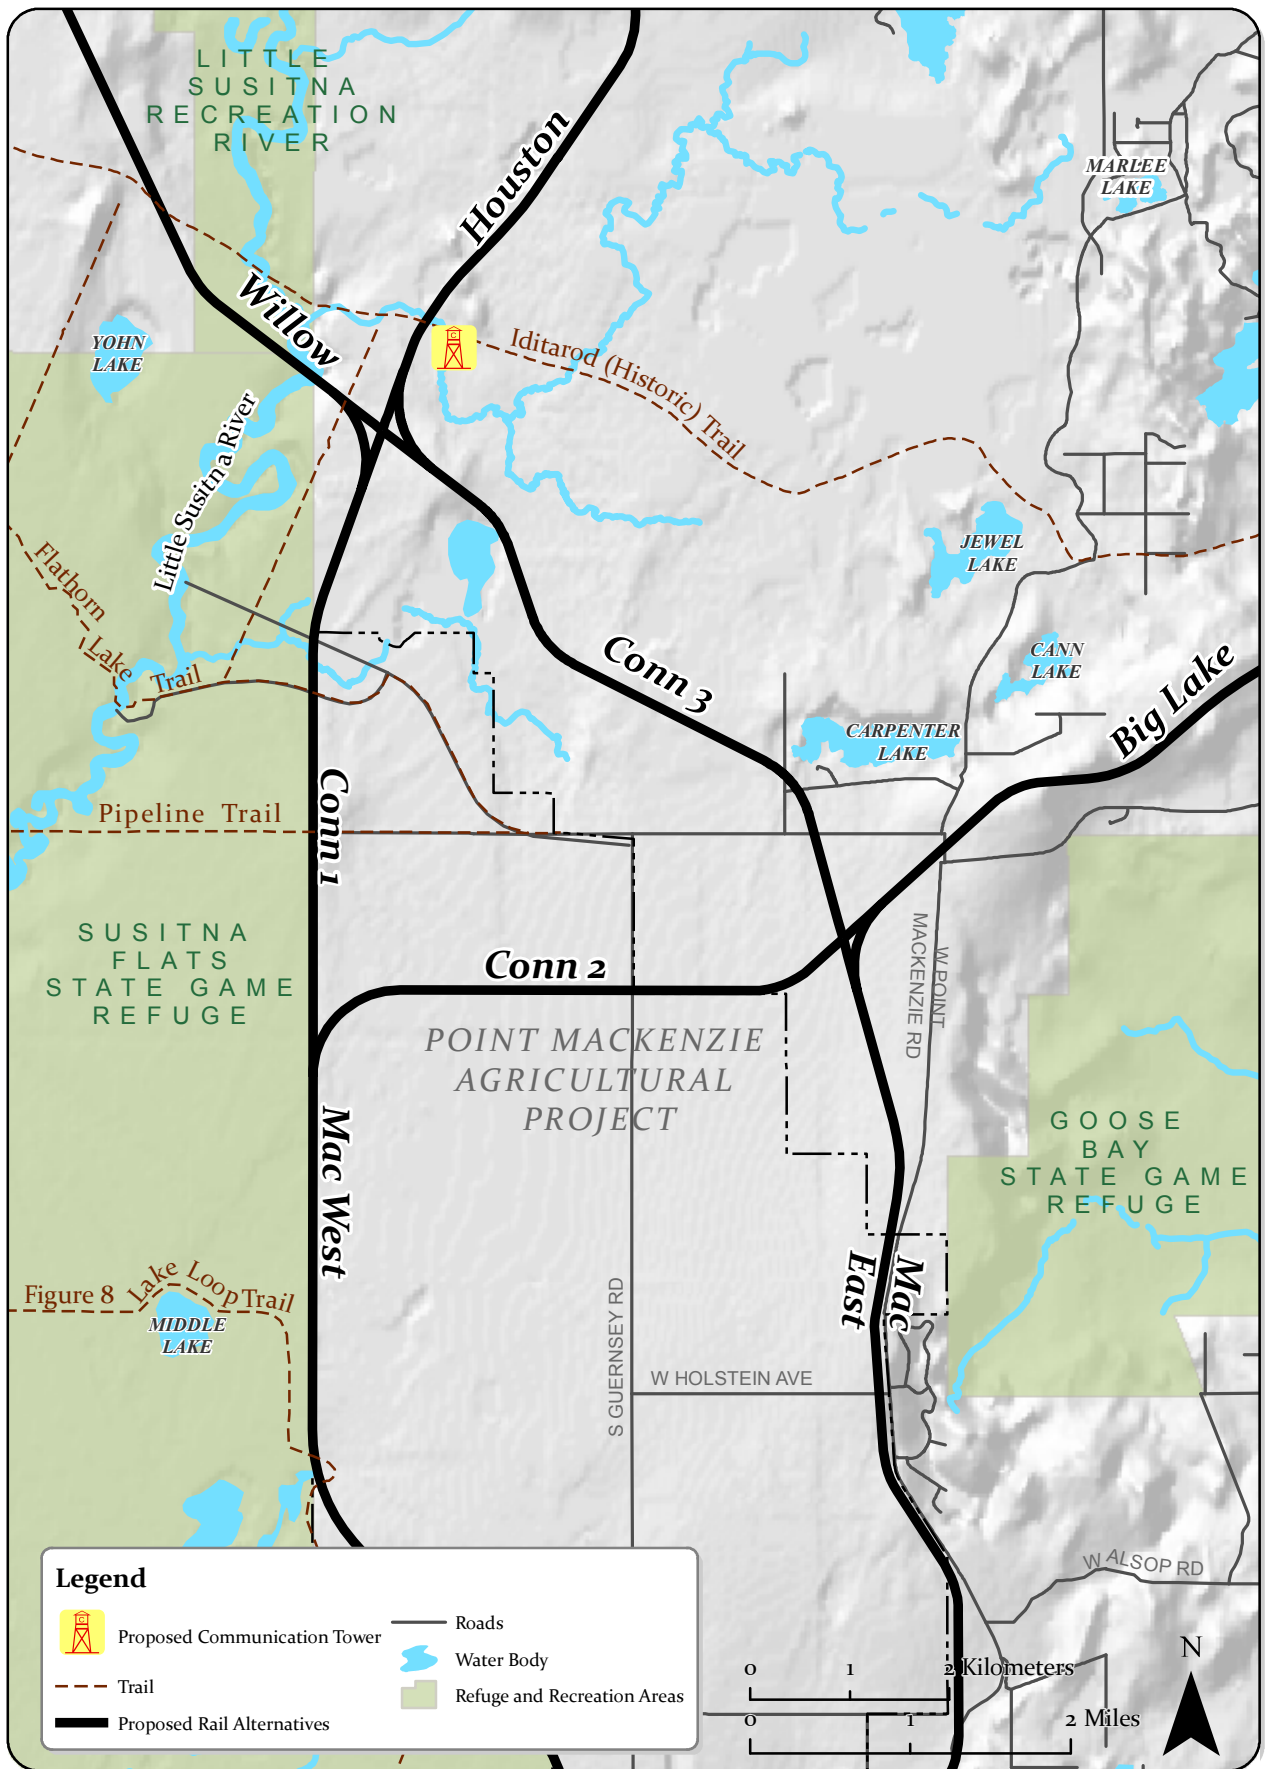 LITTLE
SUSITNA
RECREATION
RIVER
Houston
MARLEE
LAKE
Willow
YOHN
LAKE
C
Iditarod (Historic) Trail
Little Susitna River
Flathorn
Lake
Trail
JEWEL
LAKE
CANN
LAKE
Conn 3
Big Lake
CARPENTER
LAKE
Conn 1
Pipeline Trail
SUSITNA
FLATS
STATE GAME
REFUGE
Conn 2
W POINT
MACKENZIE RD
POINT MACKENZIE
AGRICULTURAL
PROJECT
GOOSE
BAY
STATE GAME
REFUGE
Mac West
Mac
East
Figure 8 Lake Loop Trail
MIDDLE
LAKE
S GUERNSEY RD
W HOLSTEIN AVE
W ALSOP RD
Legend
C
Proposed Communication Tower
Trail
Proposed Rail Alternatives
Roads
Water Body
Refuge and Recreation Areas
0 1 2 Kilometers
0 1 2 Miles
N